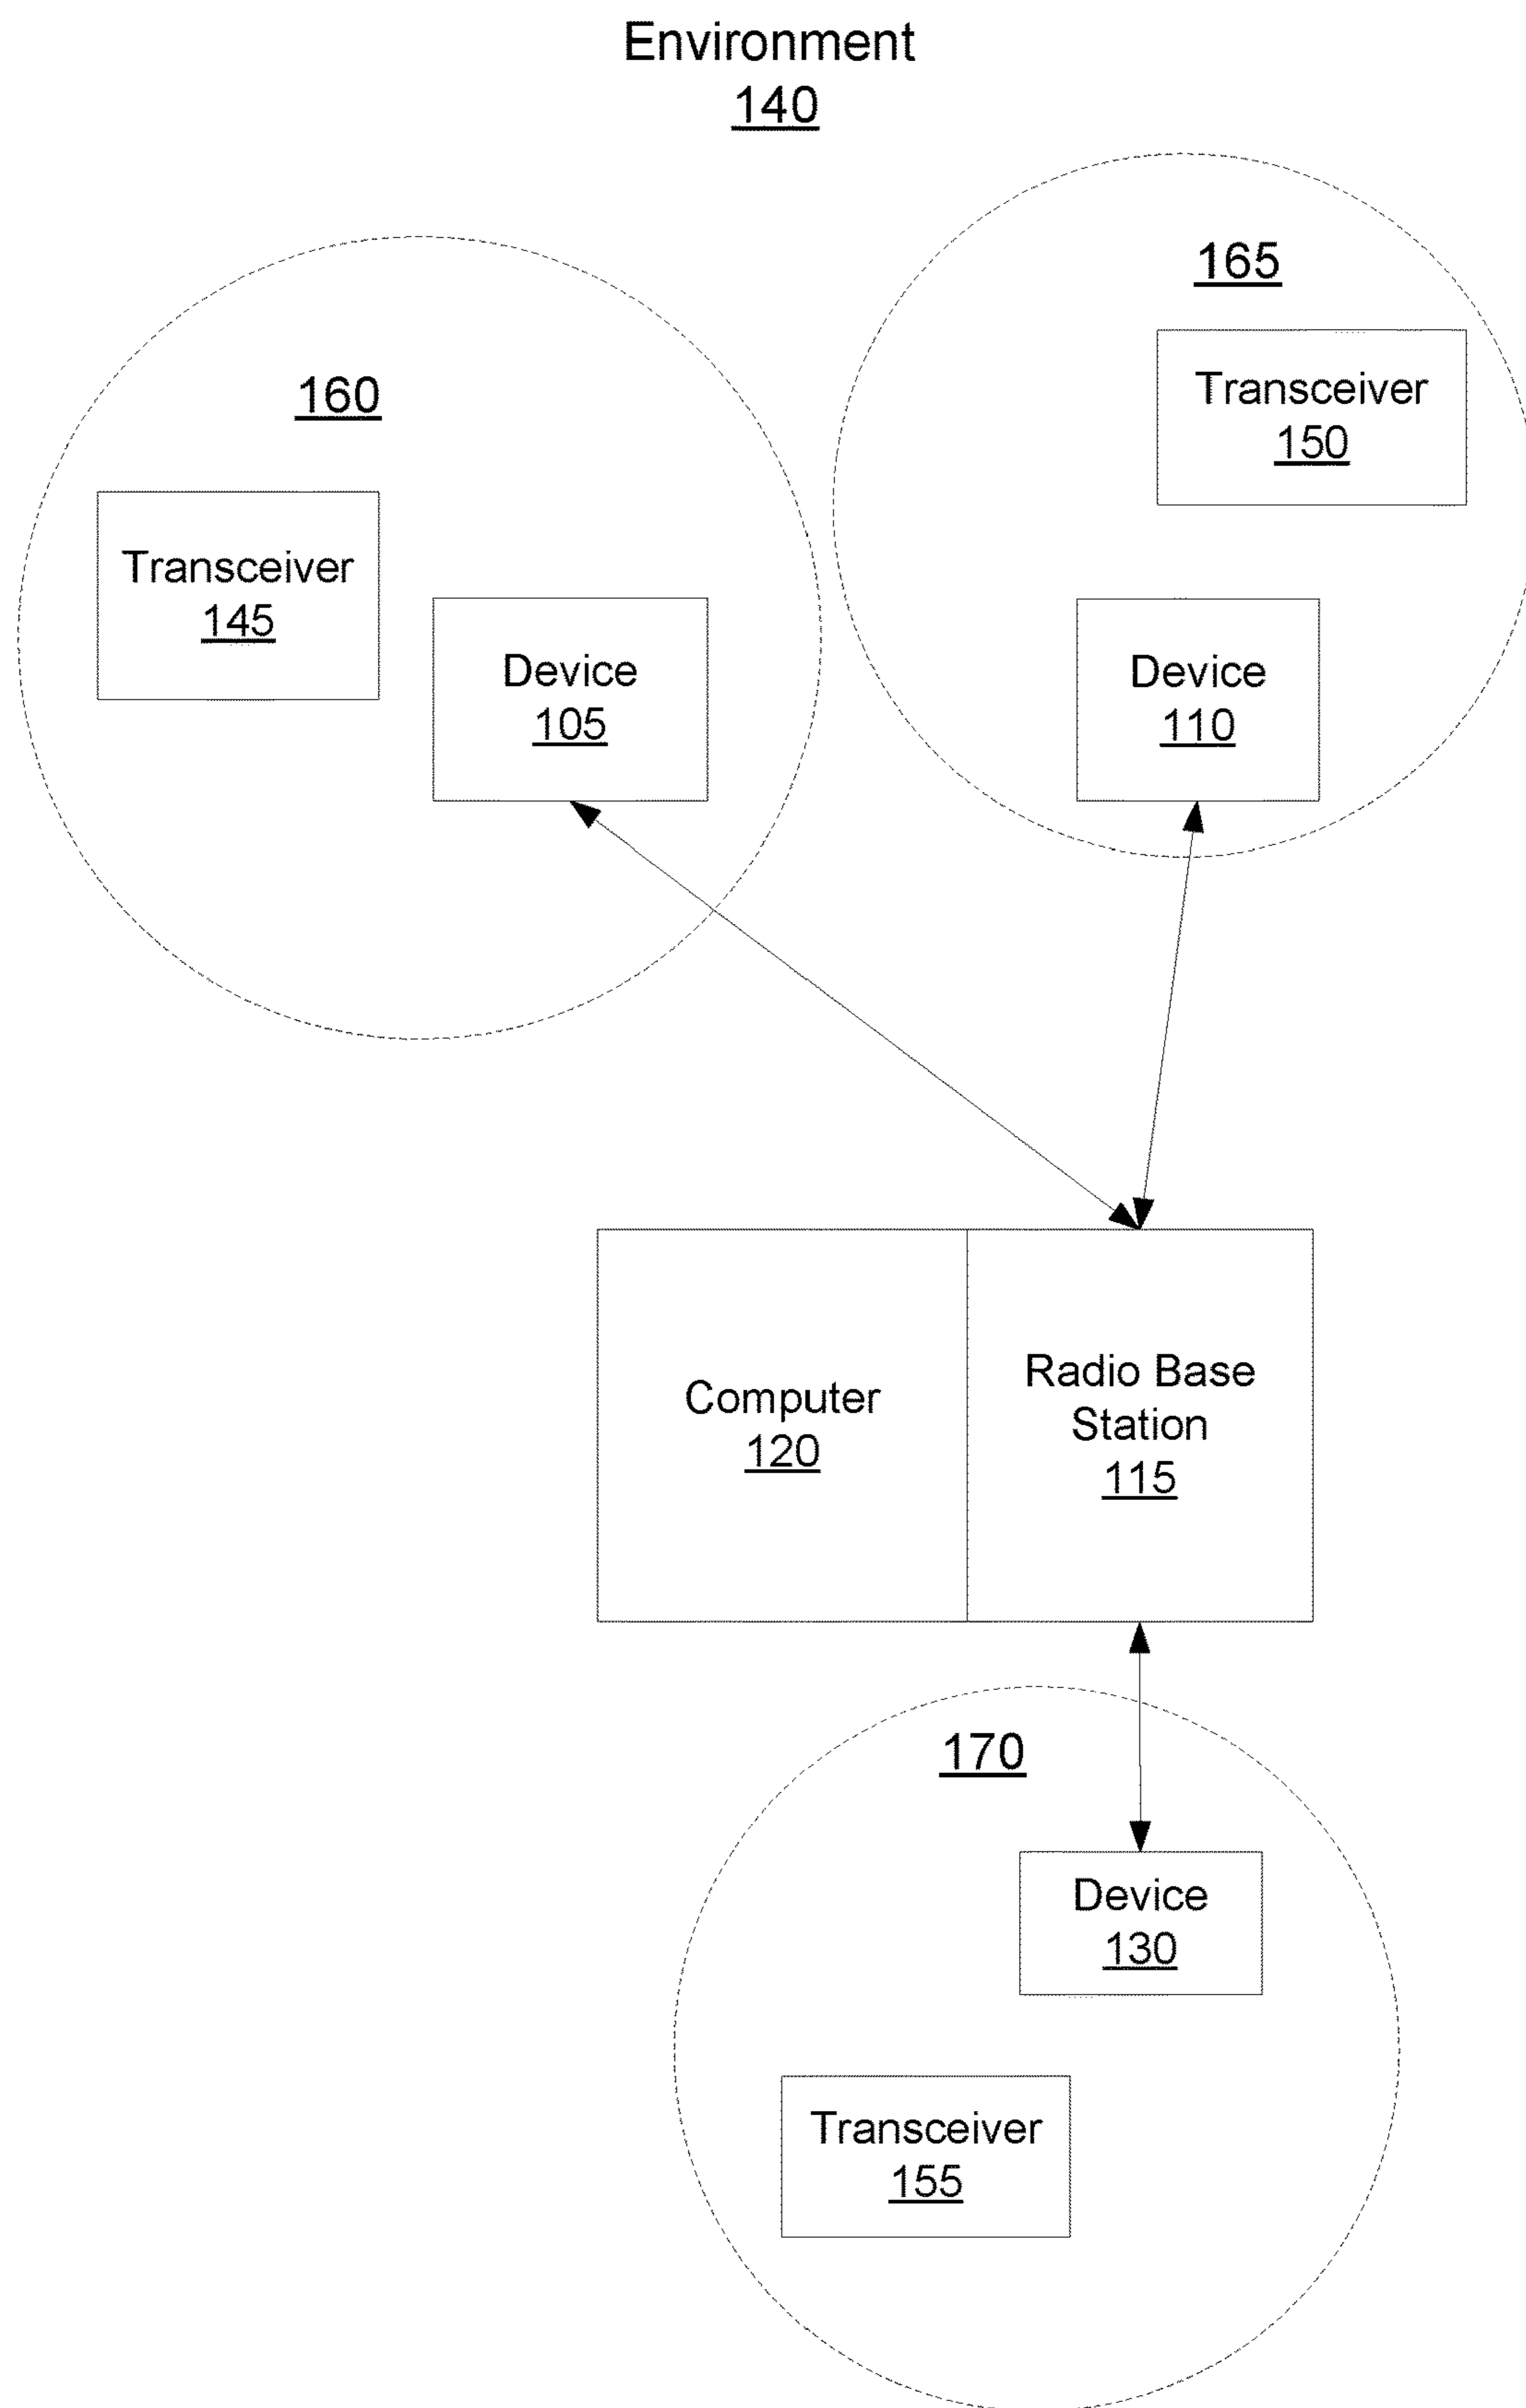 Environment
140
165
Transceiver
150
160
Transceiver
145
Device
105
Device
110
Computer
120
Radio Base
Station
115
170
Device
130
Transceiver
155